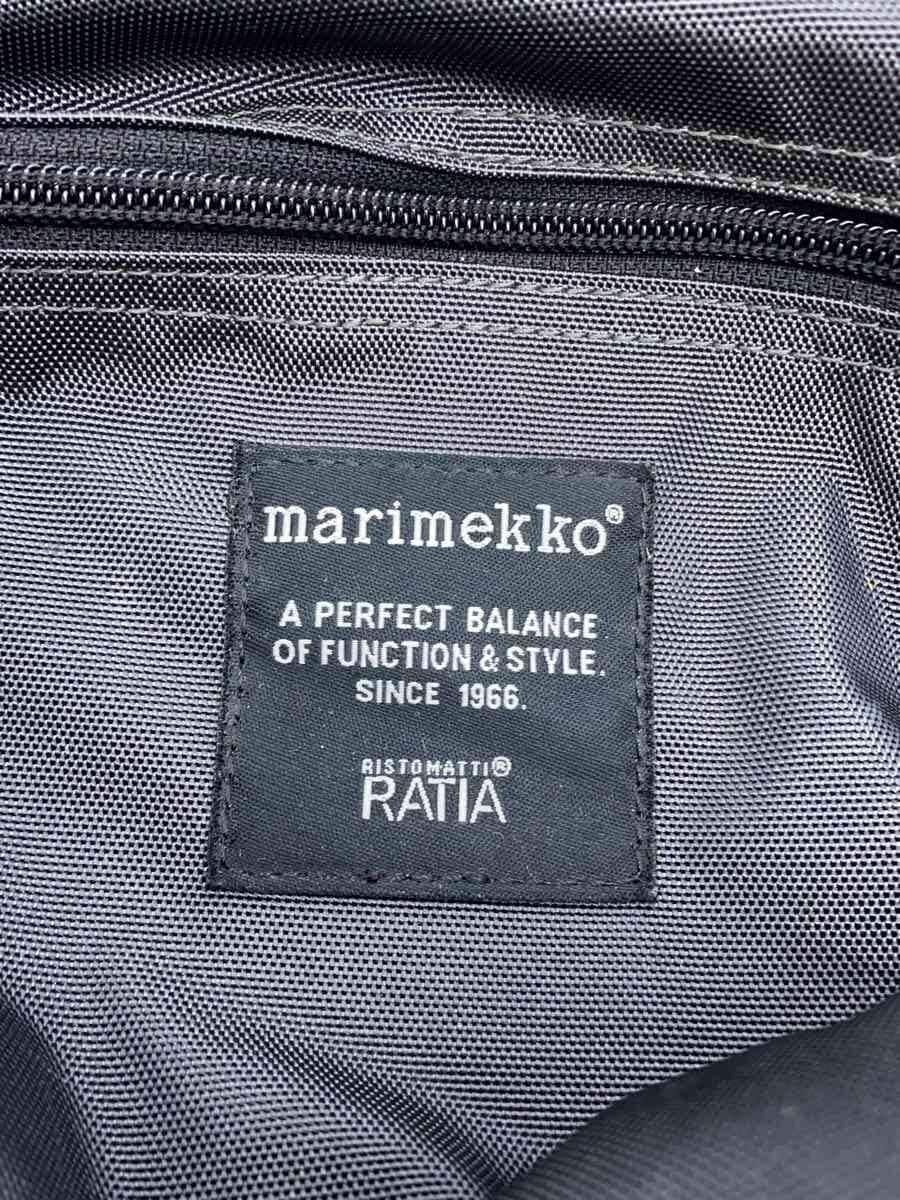 marimekko®
A PERFECT BALANCE
OF FUNCTION & STYLE.
SINCE 1966.
RISTOMATTI®
RATIA